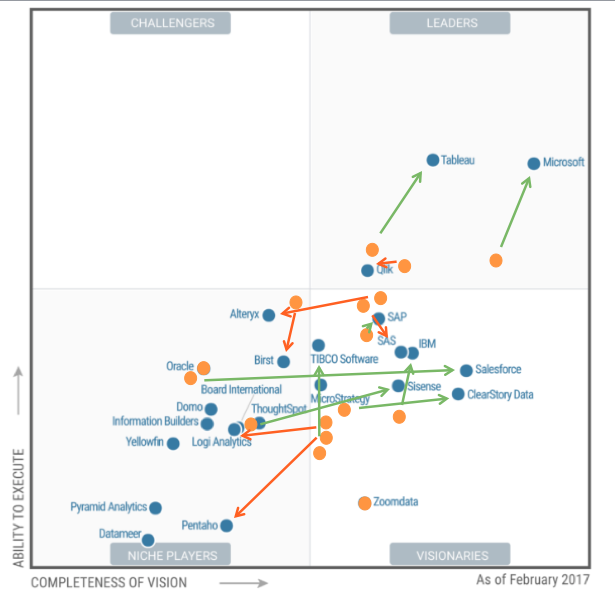 CHALLENGERS
LEADERS
Tableau
Microsoft
Qlik
Alteryx
SAP
SAS
IBM
Birst
TIBCO Software
Oracle
Salesforce
Board International
Sisense
ClearStory Data
MicroStrategy
Domo
ThoughtSpot
Information Builders
Yellowfin
Logi Analytics
Zoomdata
Pyramid Analytics
Pentaho
Datameer
NICHE PLAYERS
VISIONARIES
ABILITY TO EXECUTE
COMPLETENESS OF VISION
As of February 2017